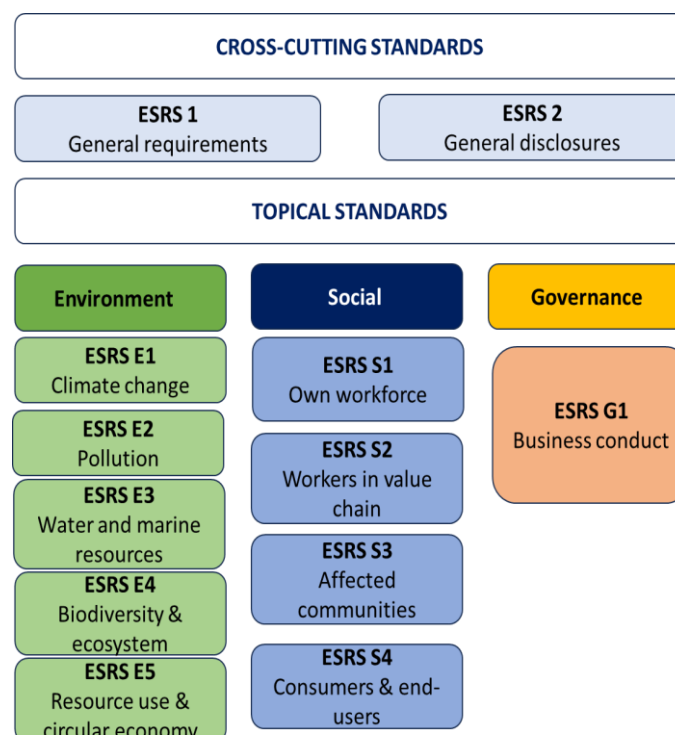 CROSS-CUTTING STANDARDS
ESRS 1
General requirements
ESRS 2
General disclosures
TOPICAL STANDARDS
Environment
Social
Governance
ESRS E1
Climate change
ESRS E2
Pollution
ESRS E3
Water and marine
resources
ESRS E4
Biodiversity &
ecosystem
ESRS E5
Resource use &
circular economy
ESRS S1
Own workforce
ESRS S2
Workers in value
chain
ESRS S3
Affected
communities
ESRS S4
Consumers & end-
users
ESRS G1
Business conduct